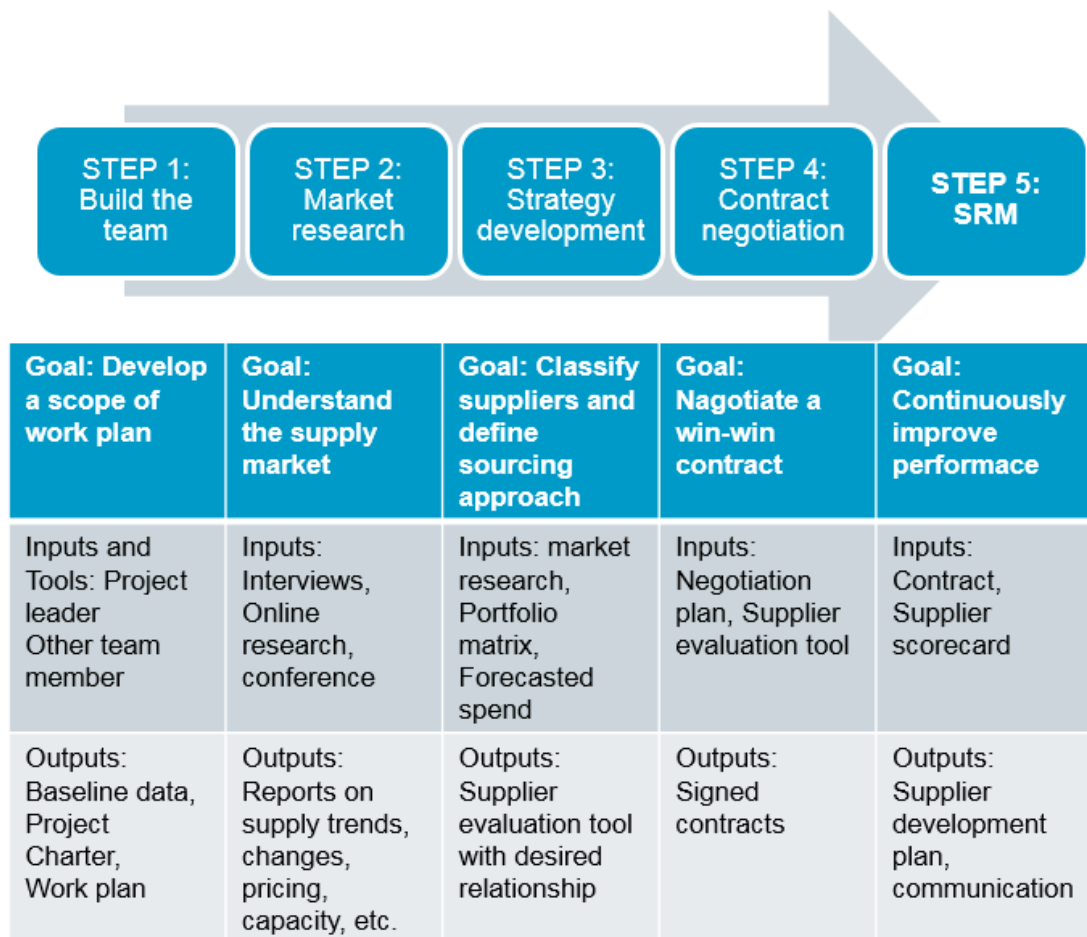 STEP 1:
Build the
team
STEP 2:
Market
research
STEP 3:
Strategy
development
STEP 4:
Contract
negotiation
STEP 5:
SRM
Goal: Develop
a scope of
work plan
Goal:
Understand
the supply
market
Goal: Classify
suppliers and
define
sourcing
approach
Goal:
Nagotiate a
win-win
contract
Goal:
Continuously
improve
performace
Inputs and
Tools: Project
leader
Other team
member
Inputs:
Interviews,
Online
research,
conference
Inputs: market
research,
Portfolio
matrix,
Forecasted
spend
Inputs:
Negotiation
plan, Supplier
evaluation tool
Inputs:
Contract,
Supplier
scorecard
Outputs:
Baseline data,
Project
Charter,
Work plan
Outputs:
Reports on
supply trends,
changes,
pricing,
capacity, etc.
Outputs:
Supplier
evaluation tool
with desired
relationship
Outputs:
Signed
contracts
Outputs:
Supplier
development
plan,
communication